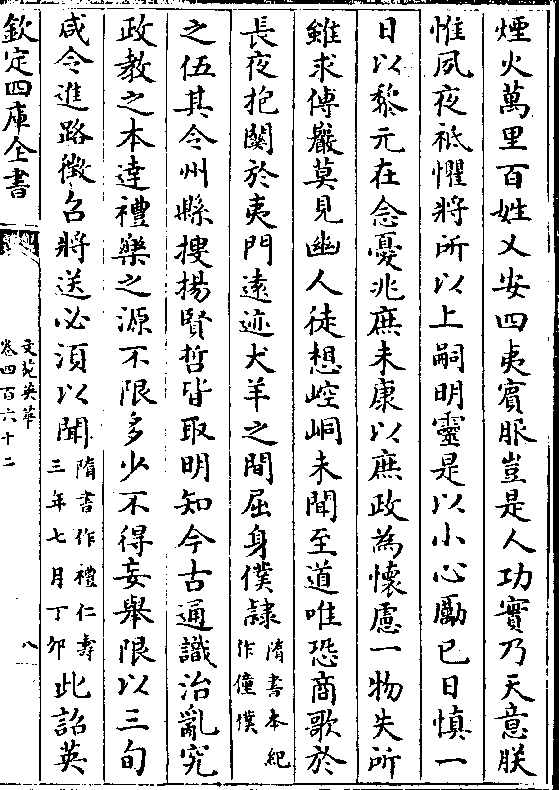 煙火萬里百姓乂安四夷賓服豈是人功實乃天意朕
惟夙夜祗懼將所以上嗣明靈是以小心勵已日慎一
日以黎元在念憂兆庶未康以庶政為懷慮一物失所
雖求傅巖莫見幽人徒想崆峒未聞至道唯恐商歌於
長夜抱關於夷門遠迹犬羊之間屈身僕隸隋書本紀作僮僕
之伍其令州縣搜揚賢哲皆取明知今古通識治亂究
政教之本達禮樂之源不限多少不得妄舉限以三旬
咸令進路徵召將送必須以聞隋書作禮仁壽三年七月丁卯此詔英
欽定四庫全書
文苑英華
卷四百六十二
八